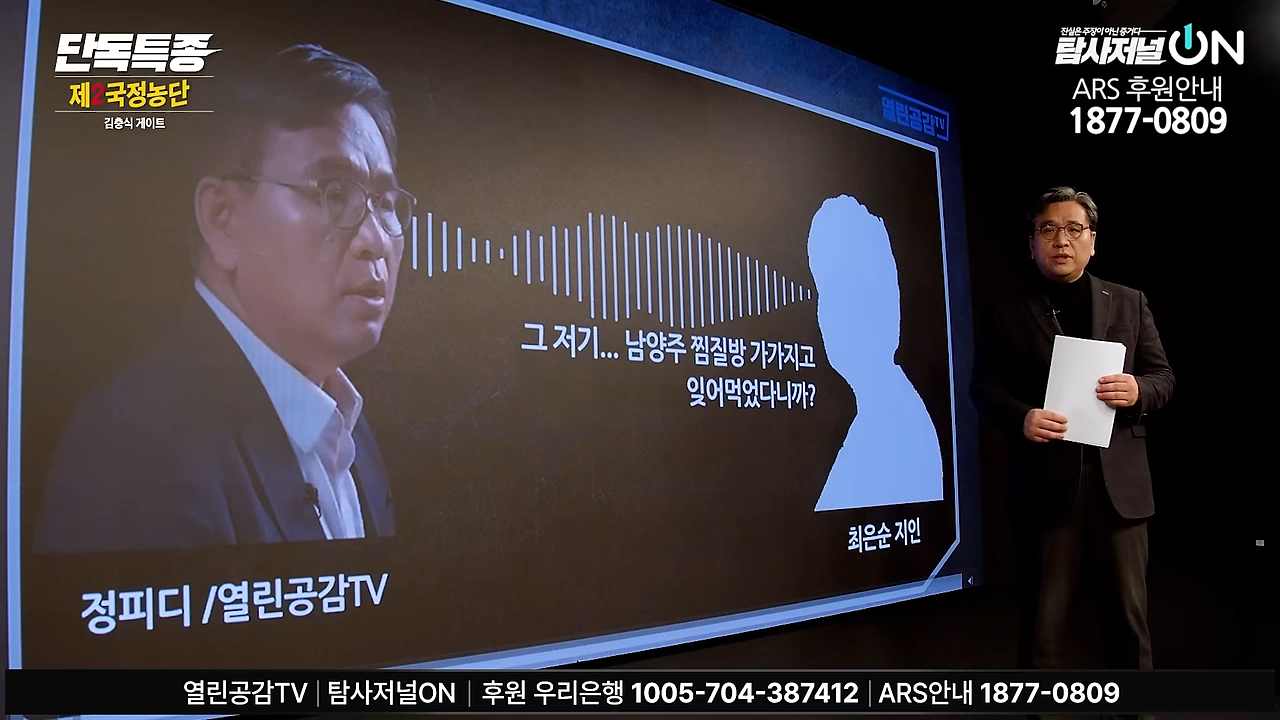 단독특종
제2국정농단
김충식 게이트
진실은 주장이 아닌 증거다
탐사저널ON
ARS 후원안내
1877-0809
열린공감TV
그 저기... 남양주 찜질방 가가지고
잊어먹었다니까?
최은순 지인
정피디 /열린공감TV
열린공감TV | 탐사저널ON | 후원 우리은행 1005-704-387412 | ARS안내 1877-0809